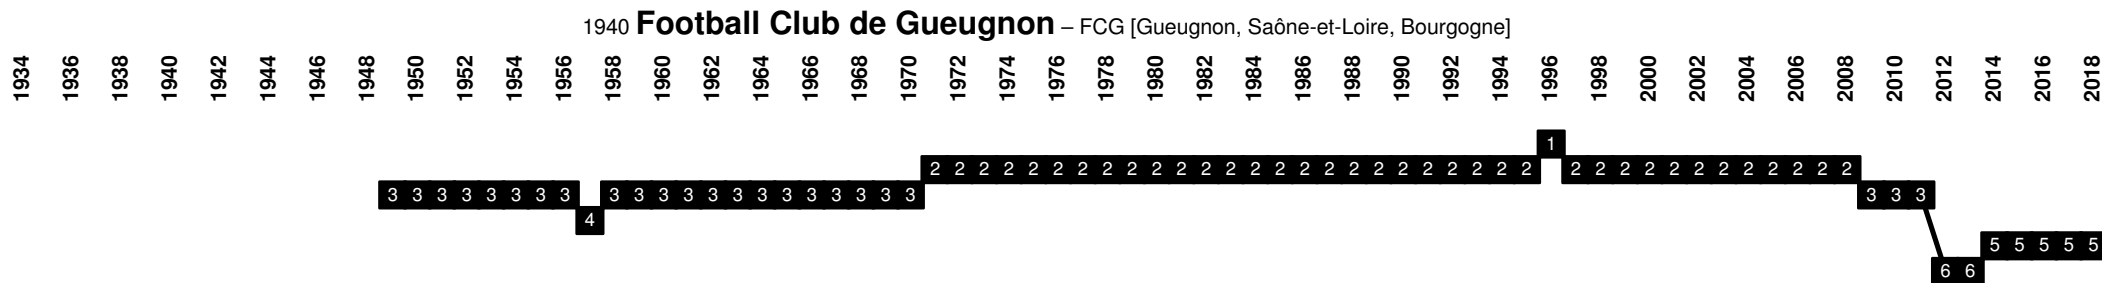 1940 Football Club de Gueugnon – FCG [Gueugnon, Saône-et-Loire, Bourgogne]
1934 1936 1938 1940 1942 1944 1946 1948 1950 1952 1954 1956 1958 1960 1962 1964 1966 1968 1970 1972 1974 1976 1978 1980 1982 1984 1986 1988 1990 1992 1994 1996 1998 2000 2002 2004 2006 2008 2010 2012 2014 2016 2018
1
2 2 2 2 2 2 2 2 2 2 2 2 2 2 2 2 2 2 2 2 2 2 2 2 2 2 2 2 2 2 2 2 2 2 2 2 2
3 3 3 3 3 3 3 3 3 3 3 3 3 3 3 3 3 3 3 3 3 3 3 3
4
5 5 5 5 5
6 6